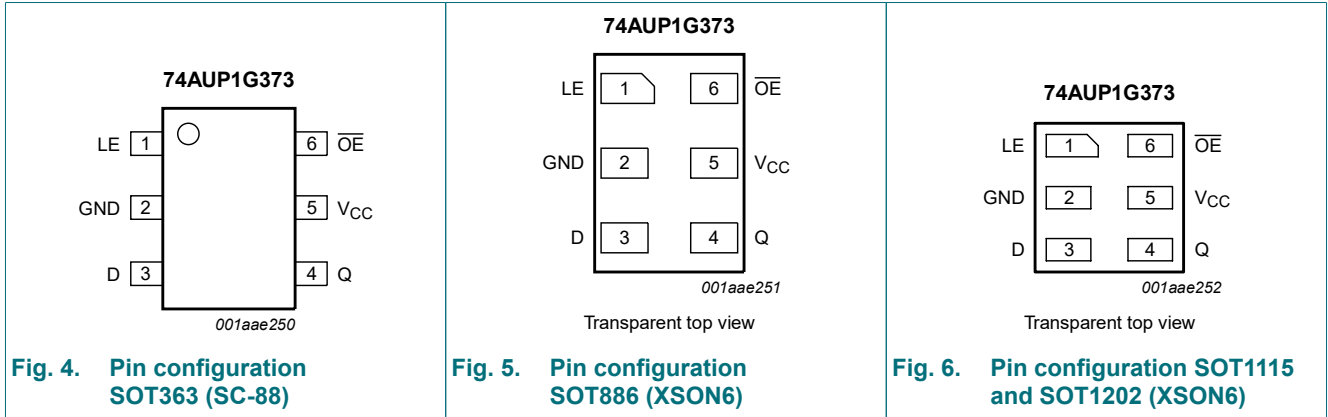 74AUP1G373
LE 1 6 O̅E̅
GND 2 5 VCC
D 3 4 Q
001aae250
Fig. 4. Pin configuration
SOT363 (SC-88)
74AUP1G373
LE 1 6 O̅E̅
GND 2 5 VCC
D 3 4 Q
001aae251
Transparent top view
Fig. 5. Pin configuration
SOT886 (XSON6)
74AUP1G373
LE 1 6 O̅E̅
GND 2 5 VCC
D 3 4 Q
001aae252
Transparent top view
Fig. 6. Pin configuration SOT1115
and SOT1202 (XSON6)